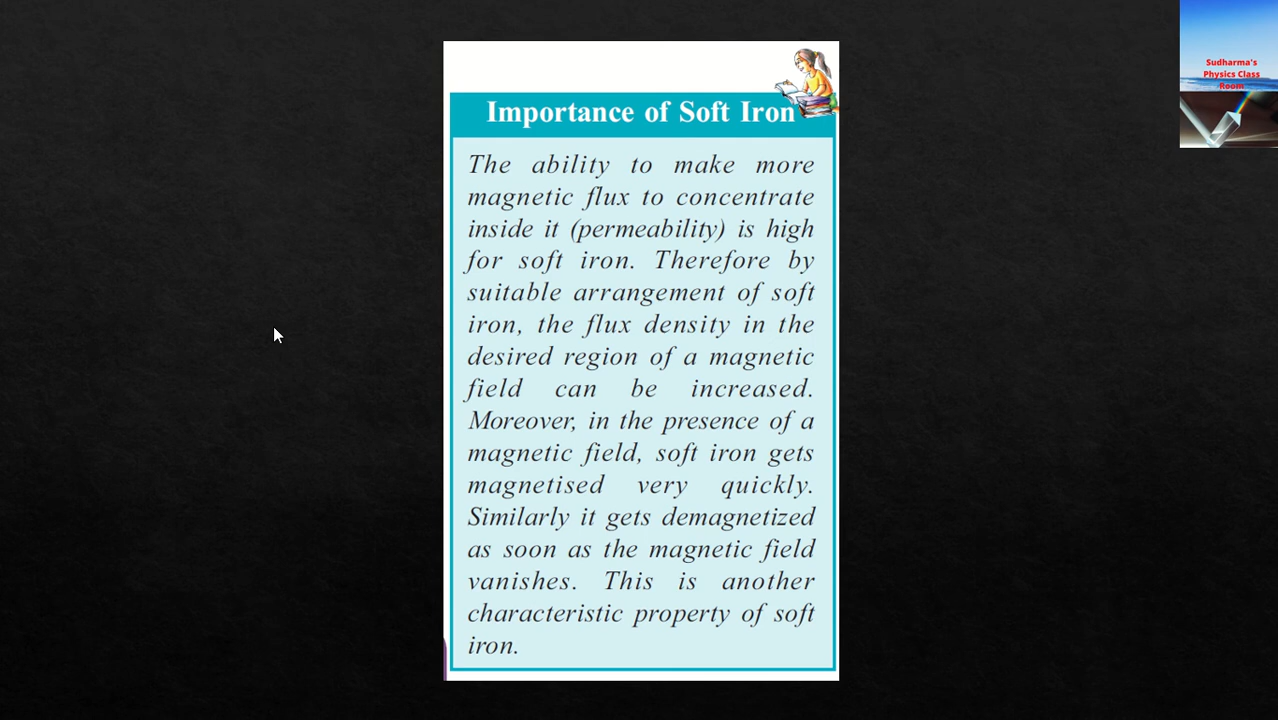 Sudharma's
Physics Class
Room
Importance of Soft Iron
The ability to make more
magnetic flux to concentrate
inside it (permeability) is high
for soft iron. Therefore by
suitable arrangement of soft
iron, the flux density in the
desired region of a magnetic
field can be increased.
Moreover, in the presence of a
magnetic field, soft iron gets
magnetised very quickly.
Similarly it gets demagnetized
as soon as the magnetic field
vanishes. This is another
characteristic property of soft
iron.